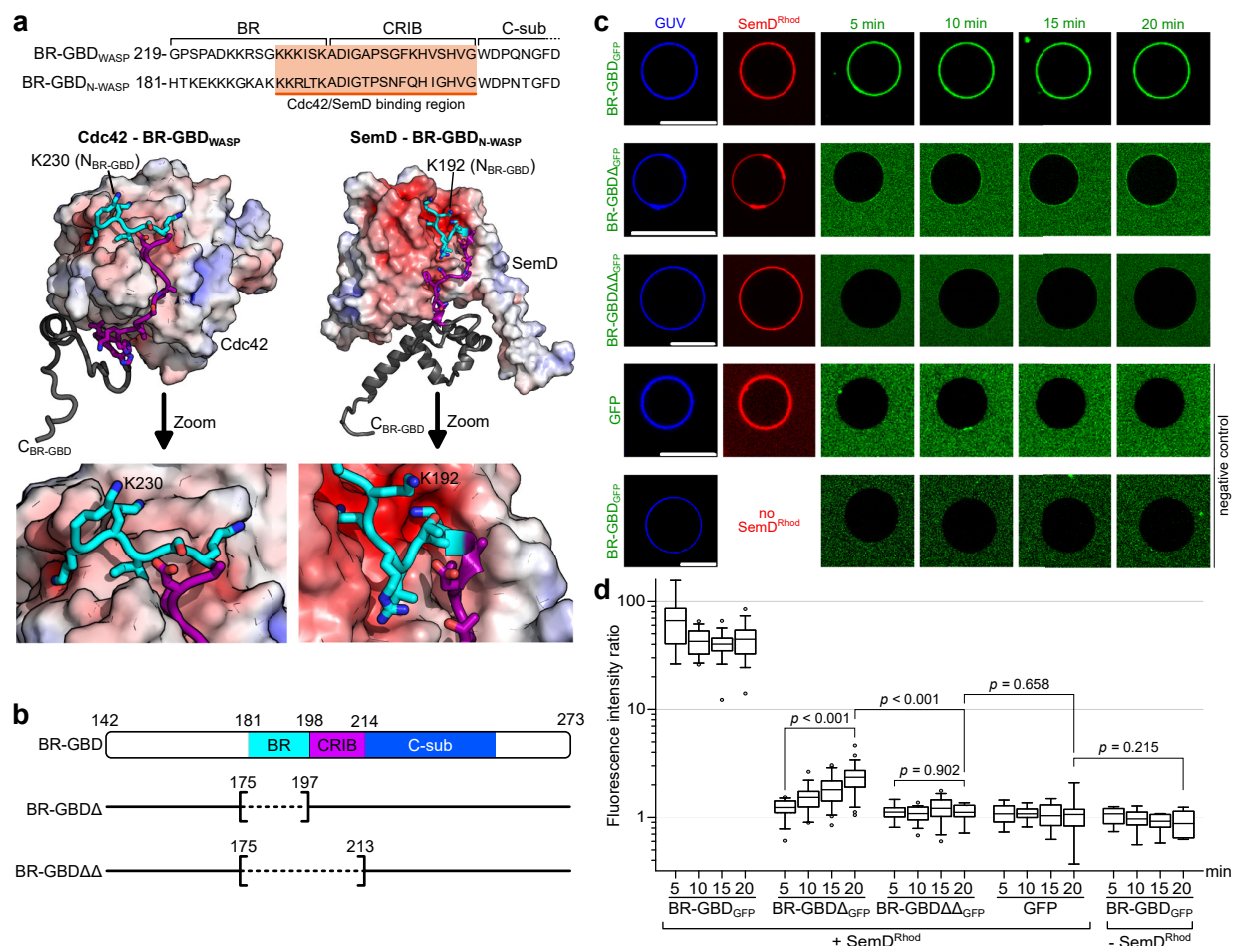 a
BR CRIB C-sub
BR-GBDWASP 219-GPSPADKKRSGKKKISKADIGAPSGFKHVSHVGWDPQNGFD
BR-GBDN-WASP 181-HTKEKKKGKAKKKRLTKADIGTPSNFQHIGHVGWDPNTGFD
Cdc42/SemD binding region
Cdc42 - BR-GBDWASP
SemD - BR-GBDN-WASP
K230 (NBR-GBD)
K192 (NBR-GBD)
SemD
Cdc42
CBR-GBD
Zoom
CBR-GBD
Zoom
K230
K192
b
142 181 198 214 273
BR-GBD BR CRIB C-sub
175 197
BR-GBDΔ
175 213
BR-GBDΔΔ
c
GUV SemDRhod 5 min 10 min 15 min 20 min
BR-GBDGFP
BR-GBDΔGFP
BR-GBDΔΔGFP
GFP
BR-GBDGFP
no
SemDRhod
negative control
d
Fluorescence intensity ratio
100
10
1
p < 0.001
p < 0.001
p = 0.902
p = 0.658
p = 0.215
5 10 15 20 5 10 15 20 5 10 15 20 5 10 15 20 5 10 15 20 min
BR-GBDGFP BR-GBDΔGFP BR-GBDΔΔGFP GFP BR-GBDGFP
+ SemDRhod - SemDRhod